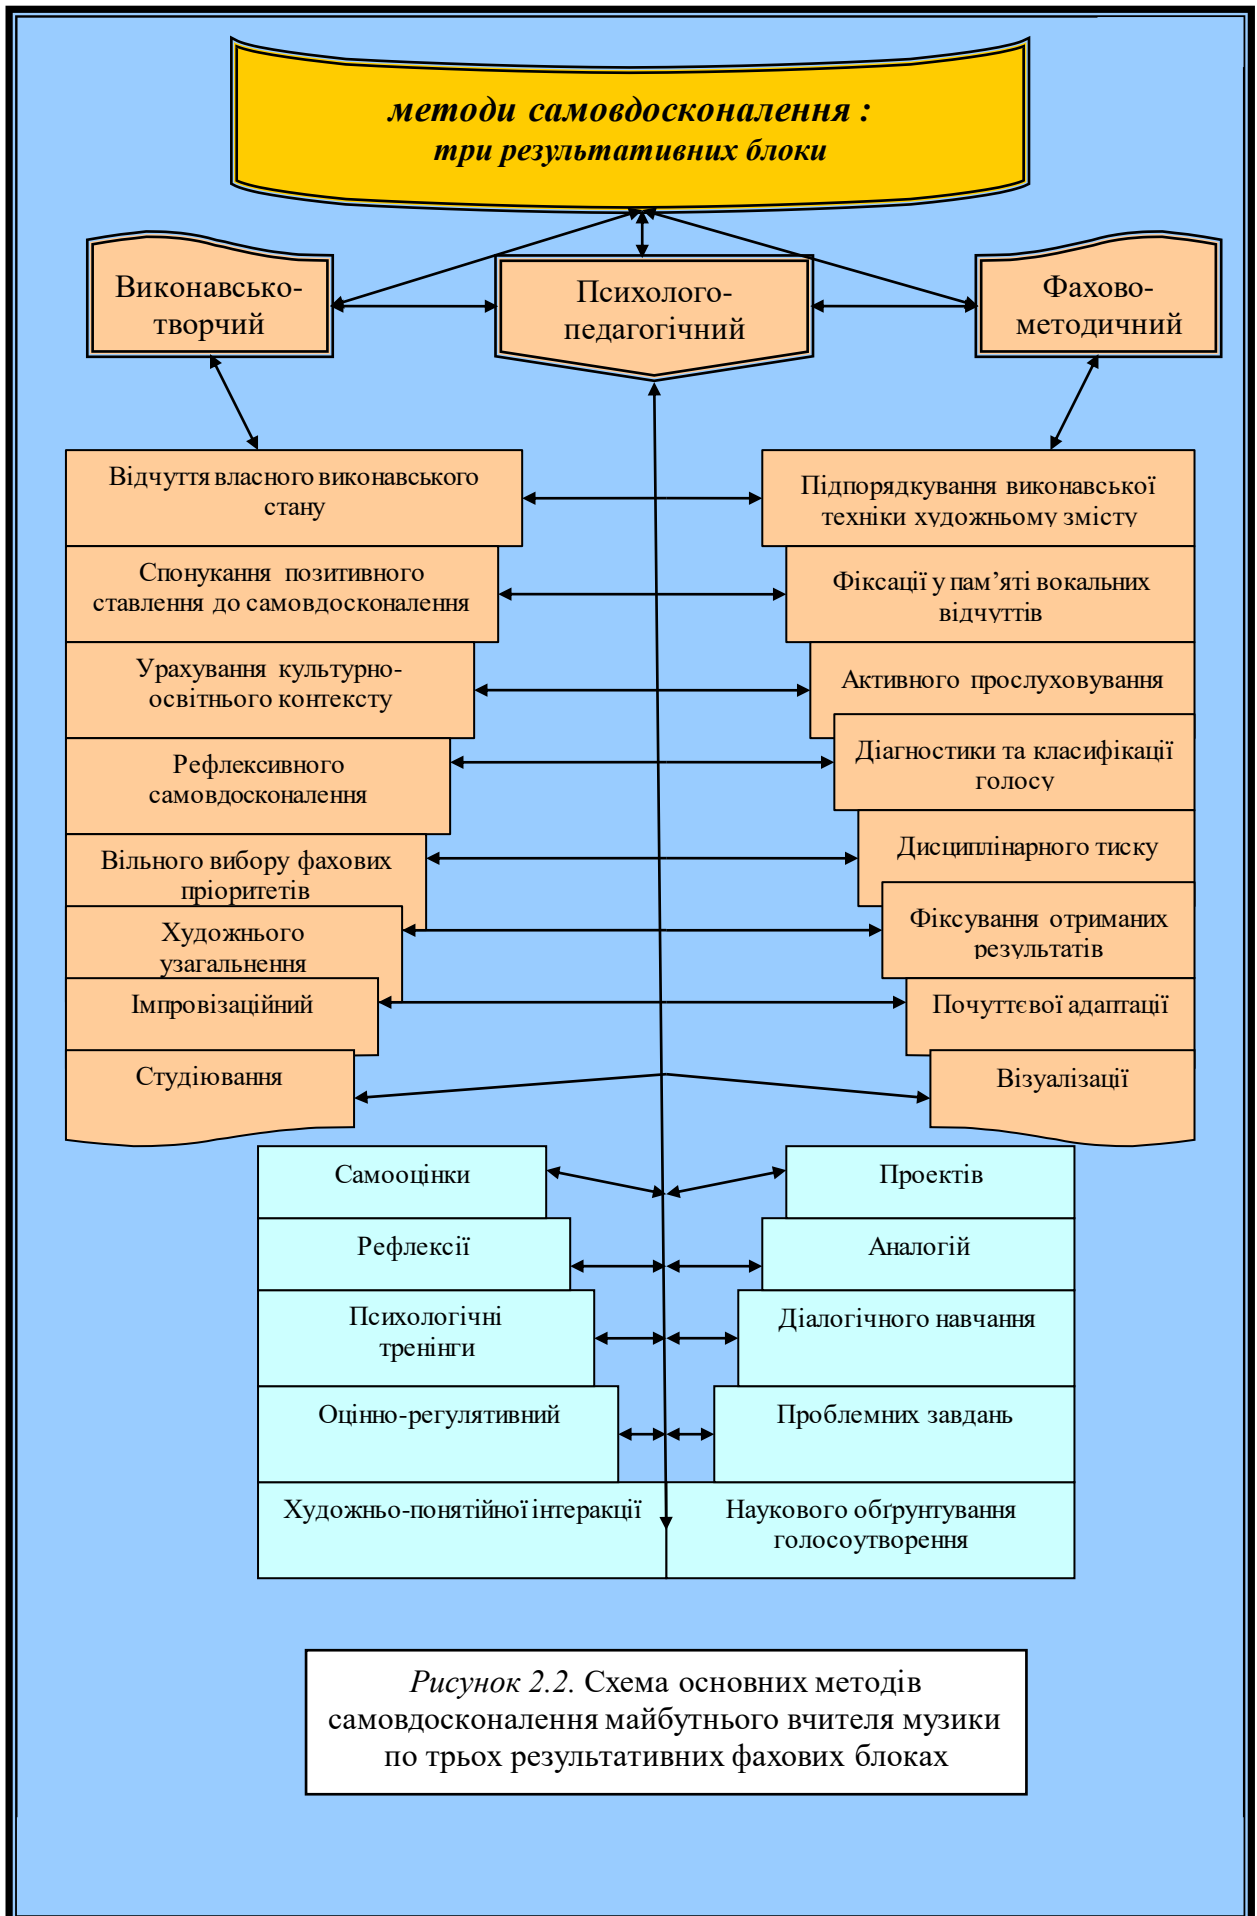 методи самовдосконалення :
три результативних блоки
Виконавсько-
творчий
Психолого-
педагогічний
Фахово-
методичний
Відчуття власного виконавського
стану
Підпорядкування виконавської
техніки художньому змісту
Спонукання позитивного
ставлення до самовдосконалення
Фіксації у пам’яті вокальних
відчуттів
Урахування культурно-
освітнього контексту
Активного прослуховування
Рефлексивного
самовдосконалення
Діагностики та класифікації
голосу
Вільного вибору фахових
пріоритетів
Дисциплінарного тиску
Художнього
узагальнення
Фіксування отриманих
результатів
Імпровізаційний
Почуттєвої адаптації
Студіювання
Візуалізації
Самооцінки
Проектів
Рефлексії
Аналогій
Психологічні
тренінги
Діалогічного навчання
Оцінно-регулятивний
Проблемних завдань
Художньо-понятійної інтеракції
Наукового обґрунтування
голосоутворення
Рисунок 2.2. Схема основних методів
самовдосконалення майбутнього вчителя музики
по трьох результативних фахових блоках